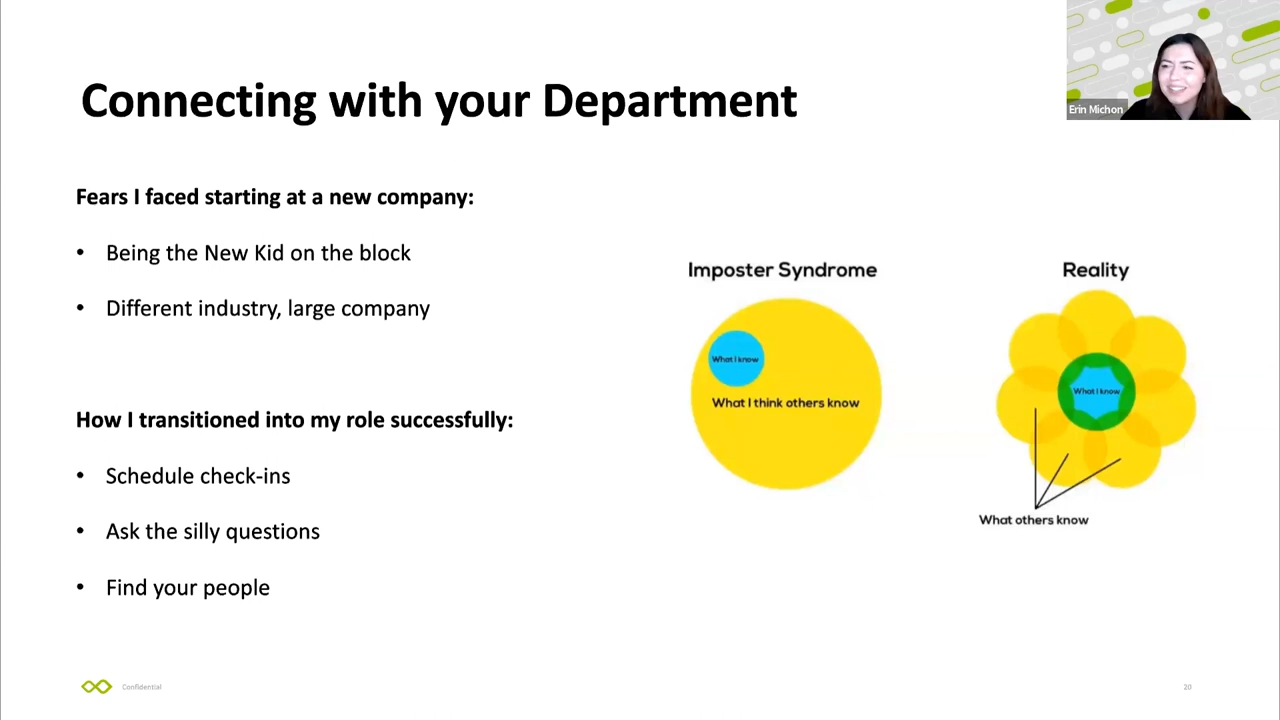 Connecting with your Department
Erin Michon
Fears I faced starting at a new company:
• Being the New Kid on the block
• Different industry, large company
How I transitioned into my role successfully:
• Schedule check-ins
• Ask the silly questions
• Find your people
Imposter Syndrome
What I know
What I think others know
Reality
What I know
What others know
Confidential
20